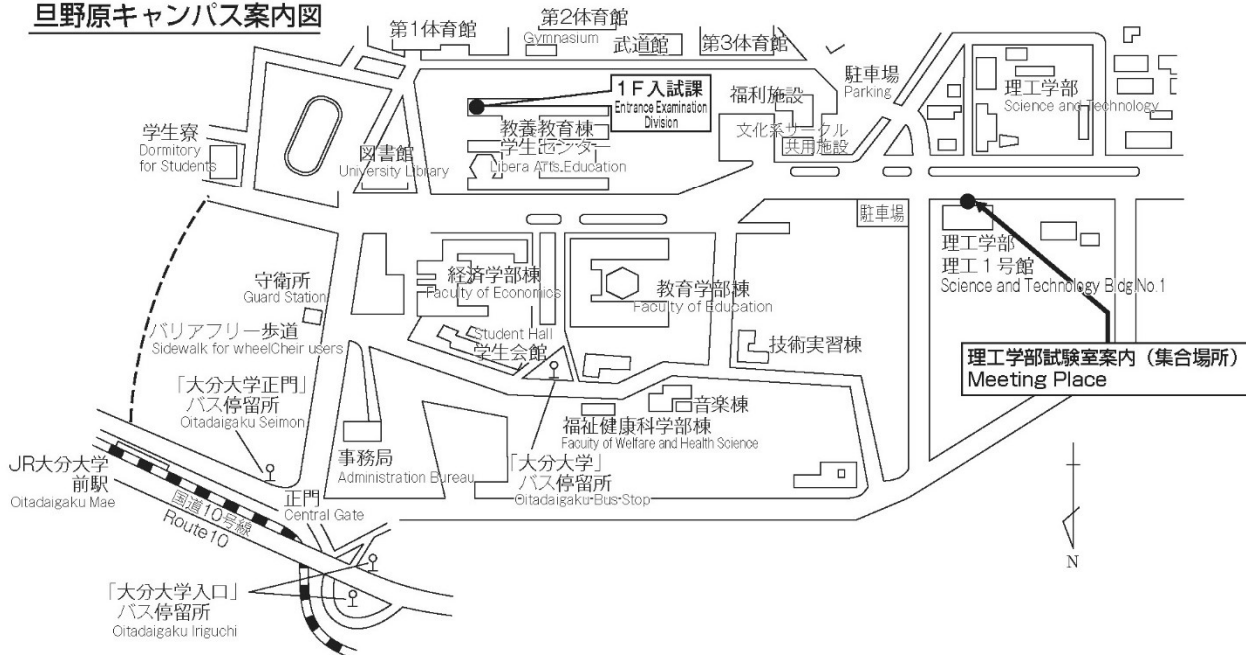 旦野原キャンパス案内図
第1体育館
第2体育館
Gymnasium
武道館
第3体育館
1F入試課
Entrance Examination
Division
福利施設
駐車場
Parking
理工学部
Science and Technology
文化系サークル
共用施設
学生寮
Dormitory
for Students
図書館
University Library
教養教育棟
学生センター
Libera Arts.Education
駐車場
理工学部
理工1号館
Science and Technology Bldg.No.1
守衛所
Guard Station
経済学部棟
Faculty of Economics
教育学部棟
Faculty of Education
バリアフリー歩道
Sidewalk for wheelCheir users
Student Hall
学生会館
技術実習棟
理工学部試験室案内(集合場所)
Meeting Place
「大分大学正門」
バス停留所
Oitadaigaku Seimon
音楽棟
福祉健康科学部棟
Faculty of Welfare and Health Science
JR大分大学
前駅
Oitadaigaku Mae
事務局
Administration Bureau
「大分大学」
バス停留所
Oitadaigaku Bus Stop
国道10号線
Route10
正門
Central Gate
N
「大分大学入口」
バス停留所
Oitadaigaku Iriguchi